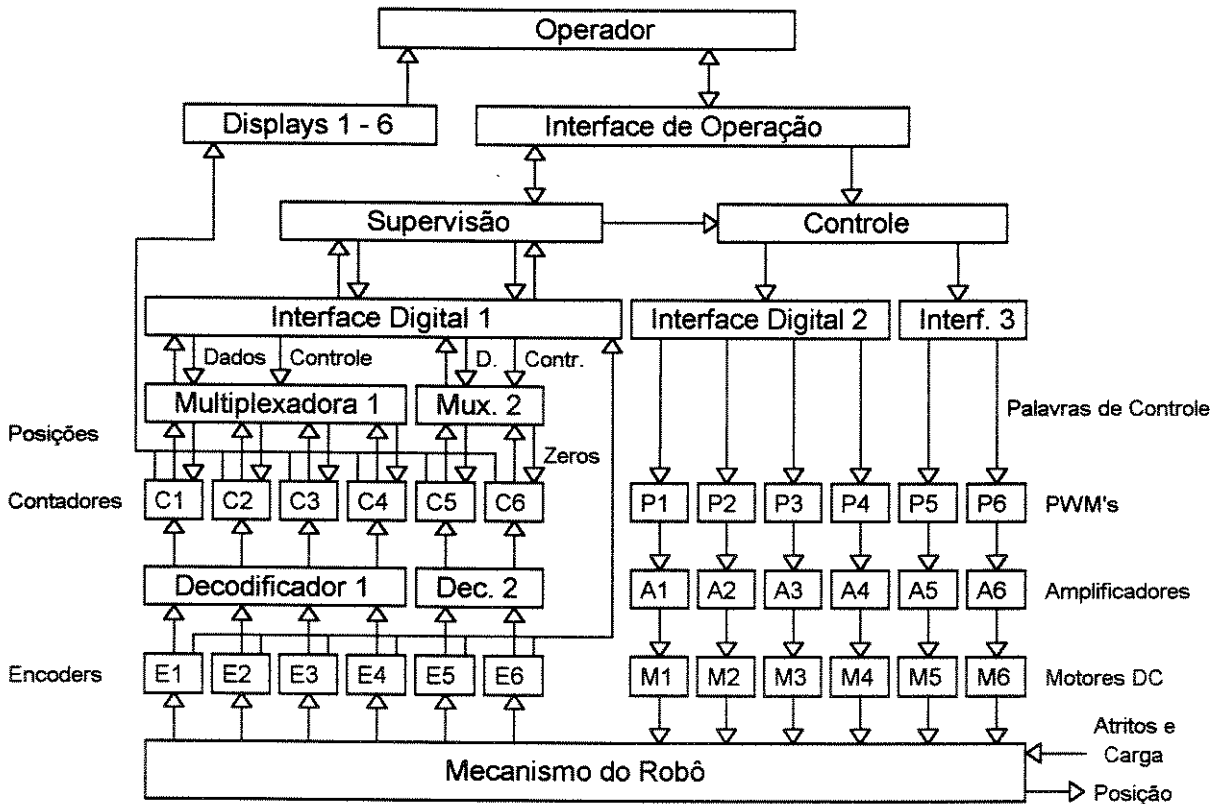 Operador
Displays 1 - 6
Interface de Operação
Supervisão
Controle
Interface Digital 1
Interface Digital 2
Interf. 3
Dados
Controle
D.
Contr.
Multiplexadora 1
Mux. 2
Palavras de Controle
Posições
Zeros
Contadores
C1
C2
C3
C4
C5
C6
P1
P2
P3
P4
P5
P6
PWM's
Decodificador 1
Dec. 2
A1
A2
A3
A4
A5
A6
Amplificadores
Encoders
E1
E2
E3
E4
E5
E6
M1
M2
M3
M4
M5
M6
Motores DC
Atritos e
Carga
Mecanismo do Robô
Posição